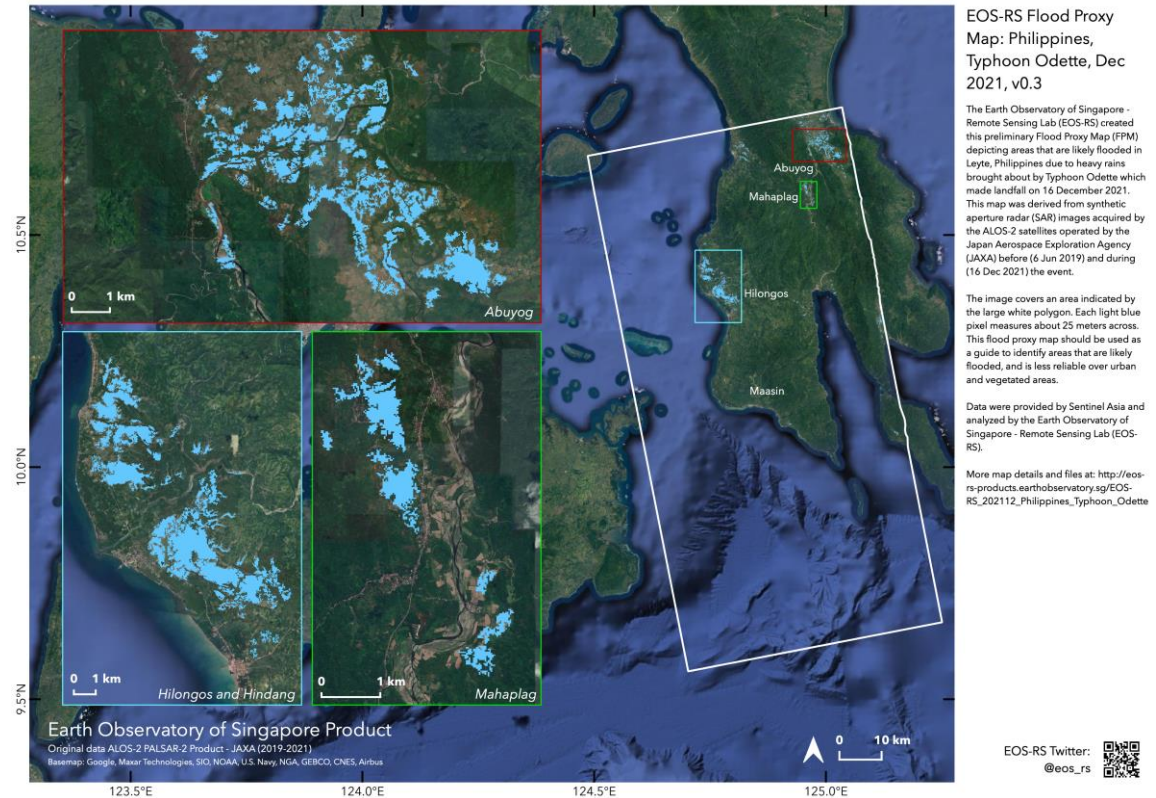 EOS-RS Flood Proxy
Map: Philippines,
Typhoon Odette, Dec
2021, v0.3
The Earth Observatory of Singapore -
Remote Sensing Lab (EOS-RS) created
this preliminary Flood Proxy Map (FPM)
depicting areas that are likely flooded in
Leyte, Philippines due to heavy rains
brought about by Typhoon Odette which
made landfall on 16 December 2021.
This map was derived from synthetic
aperture radar (SAR) images acquired by
the ALOS-2 satellites operated by the
Japan Aerospace Exploration Agency
(JAXA) before (6 Jun 2019) and during
(16 Dec 2021) the event.
The image covers an area indicated by
the large white polygon. Each light blue
pixel measures about 25 meters across.
This flood proxy map should be used as
a guide to identify areas that are likely
flooded, and is less reliable over urban
and vegetated areas.
Data were provided by Sentinel Asia and
analyzed by the Earth Observatory of
Singapore - Remote Sensing Lab (EOS-
RS).
More map details and files at: http://eos-
rs-products.earthobservatory.sg/EOS-
RS_202112_Philippines_Typhoon_Odette
EOS-RS Twitter:
@eos_rs
0 1 km
Abuyog
0 1 km
Hilongos and Hindang
0 1 km
Mahaplag
Abuyog
Mahaplag
Hilongos
Maasin
0 10 km
Earth Observatory of Singapore Product
Original data ALOS-2 PALSAR-2 Product - JAXA (2019-2021)
Basemap: Google, Maxar Technologies, SIO, NOAA, U.S. Navy, NGA, GEBCO, CNES, Airbus
10.5°N
10.0°N
9.5°N
123.5°E
124.0°E
124.5°E
125.0°E